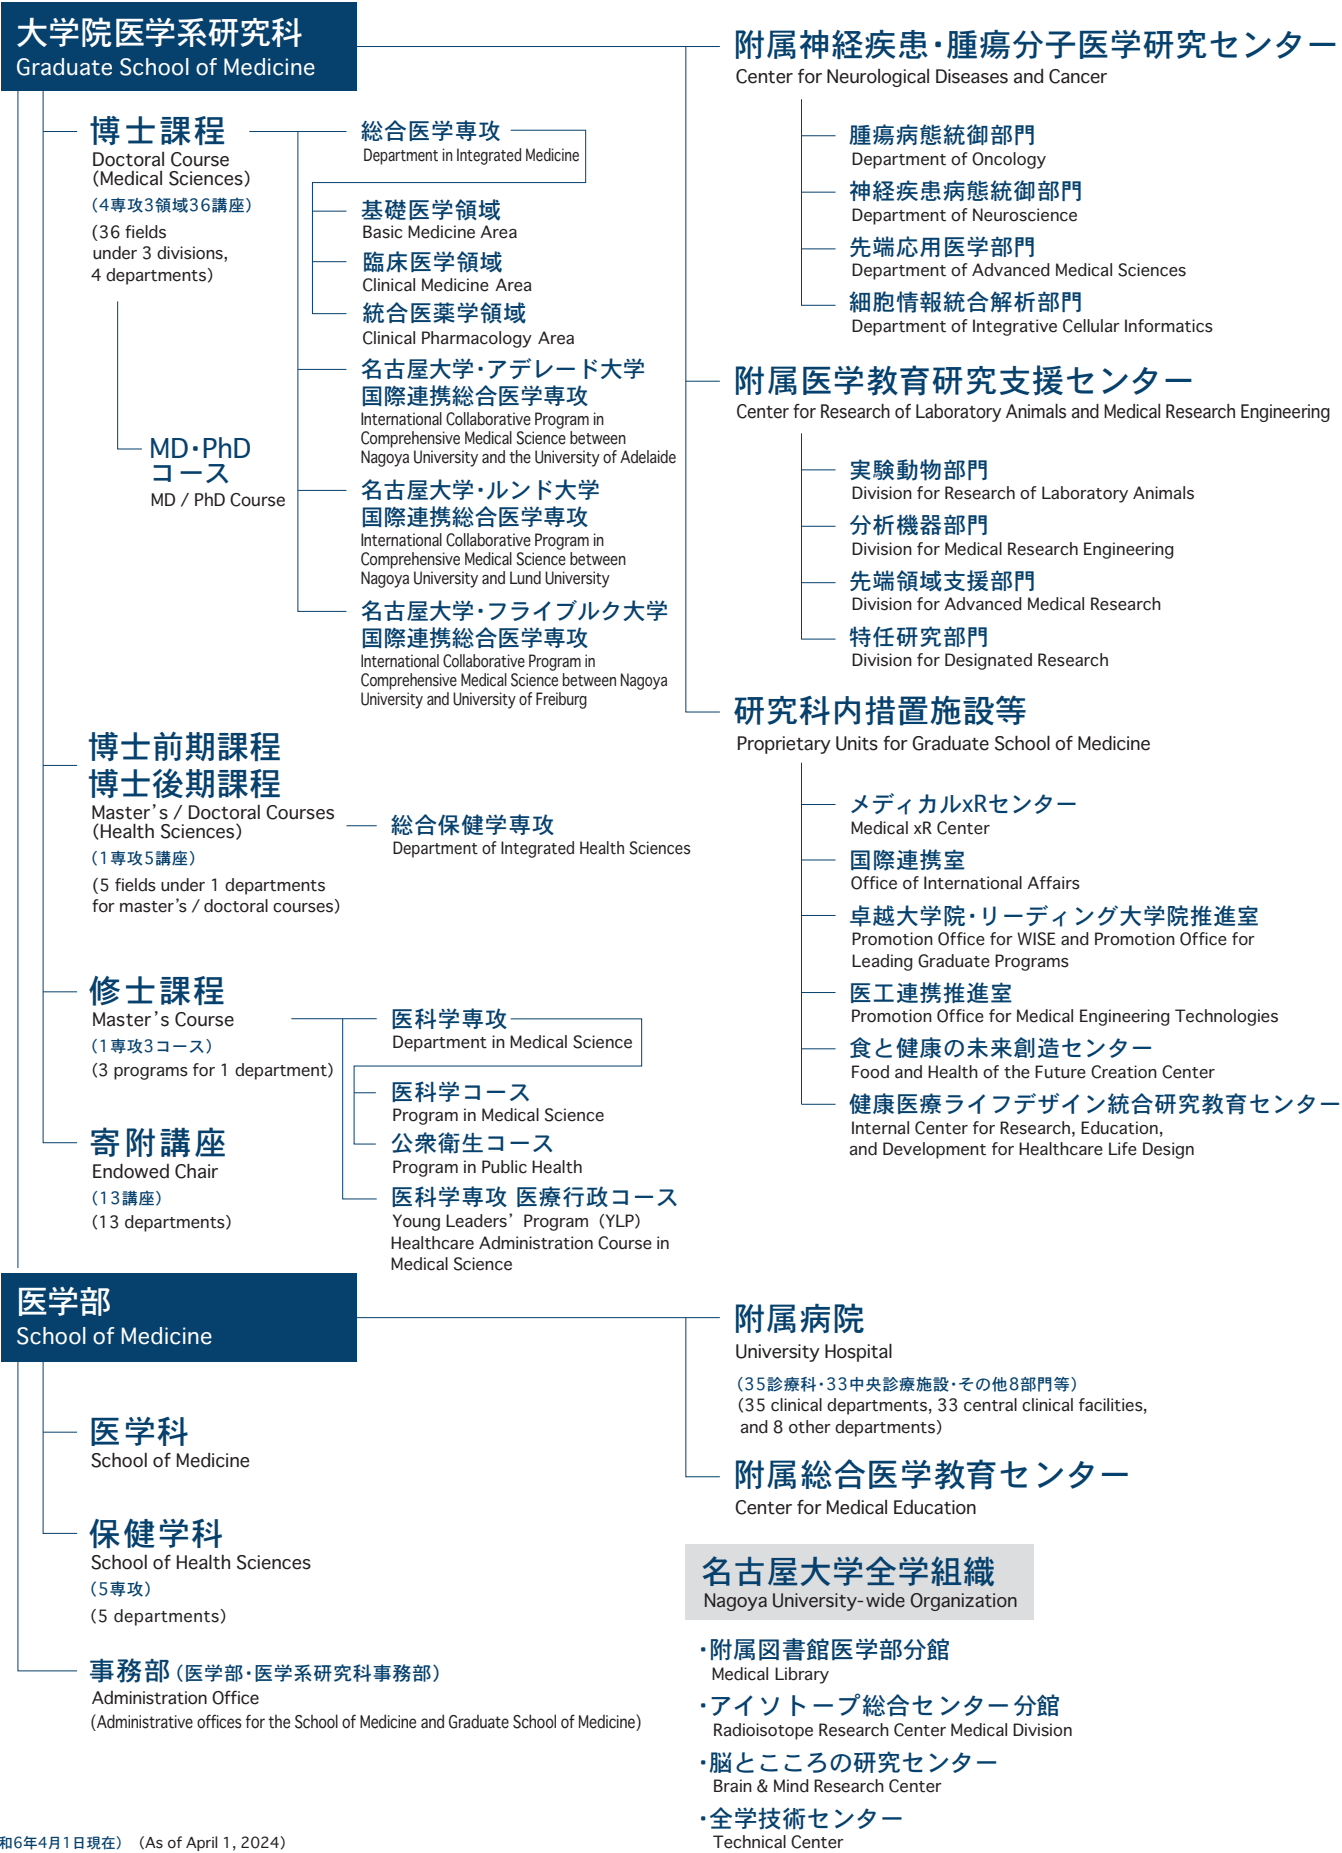 大学院医学系研究科
Graduate School of Medicine
博士課程
Doctoral Course
(Medical Sciences)
（4専攻3領域36講座）
(36 fields
under 3 divisions,
4 departments)
MD・PhD
コース
MD / PhD Course
総合医学専攻
Department in Integrated Medicine
基礎医学領域
Basic Medicine Area
臨床医学領域
Clinical Medicine Area
統合医薬学領域
Clinical Pharmacology Area
名古屋大学・アデレード大学
国際連携総合医学専攻
International Collaborative Program in
Comprehensive Medical Science between
Nagoya University and the University of Adelaide
名古屋大学・ルンド大学
国際連携総合医学専攻
International Collaborative Program in
Comprehensive Medical Science between
Nagoya University and Lund University
名古屋大学・フライブルク大学
国際連携総合医学専攻
International Collaborative Program in
Comprehensive Medical Science between Nagoya
University and University of Freiburg
博士前期課程
博士後期課程
Master's / Doctoral Courses
(Health Sciences)
（1専攻5講座）
(5 fields under 1 departments
for master's / doctoral courses)
総合保健学専攻
Department of Integrated Health Sciences
修士課程
Master's Course
（1専攻3コース）
(3 programs for 1 department)
医科学専攻
Department in Medical Science
医科学コース
Program in Medical Science
公衆衛生コース
Program in Public Health
医科学専攻 医療行政コース
Young Leaders' Program (YLP)
Healthcare Administration Course in
Medical Science
寄附講座
Endowed Chair
（13講座）
(13 departments)
附属神経疾患・腫瘍分子医学研究センター
Center for Neurological Diseases and Cancer
腫瘍病態統御部門
Department of Oncology
神経疾患病態統御部門
Department of Neuroscience
先端応用医学部門
Department of Advanced Medical Sciences
細胞情報統合解析部門
Department of Integrative Cellular Informatics
附属医学教育研究支援センター
Center for Research of Laboratory Animals and Medical Research Engineering
実験動物部門
Division for Research of Laboratory Animals
分析機器部門
Division for Medical Research Engineering
先端領域支援部門
Division for Advanced Medical Research
特任研究部門
Division for Designated Research
研究科内措置施設等
Proprietary Units for Graduate School of Medicine
メディカルxRセンター
Medical xR Center
国際連携室
Office of International Affairs
卓越大学院・リーディング大学院推進室
Promotion Office for WISE and Promotion Office for
Leading Graduate Programs
医工連携推進室
Promotion Office for Medical Engineering Technologies
食と健康の未来創造センター
Food and Health of the Future Creation Center
健康医療ライフデザイン統合研究教育センター
Internal Center for Research, Education,
and Development for Healthcare Life Design
医学部
School of Medicine
医学科
School of Medicine
保健学科
School of Health Sciences
（5専攻）
(5 departments)
事務部（医学部・医学系研究科事務部）
Administration Office
(Administrative offices for the School of Medicine and Graduate School of Medicine)
附属病院
University Hospital
（35診療科・33中央診療施設・その他8部門等）
(35 clinical departments, 33 central clinical facilities,
and 8 other departments)
附属総合医学教育センター
Center for Medical Education
名古屋大学全学組織
Nagoya University-wide Organization
・附属図書館医学部分館
Medical Library
・アイソトープ総合センター分館
Radioisotope Research Center Medical Division
・脳とこころの研究センター
Brain & Mind Research Center
・全学技術センター
Technical Center
和6年4月1日現在） (As of April 1, 2024)